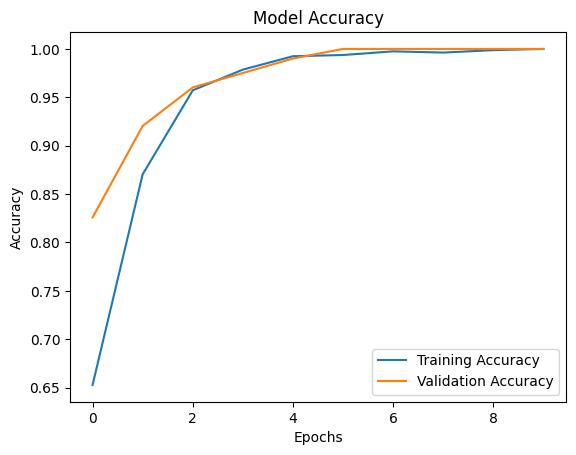 Model Accuracy
1.00
0.95
0.90
0.85
0.80
0.75
0.70
0.65
Accuracy
Training Accuracy
Validation Accuracy
0 2 4 6 8
Epochs